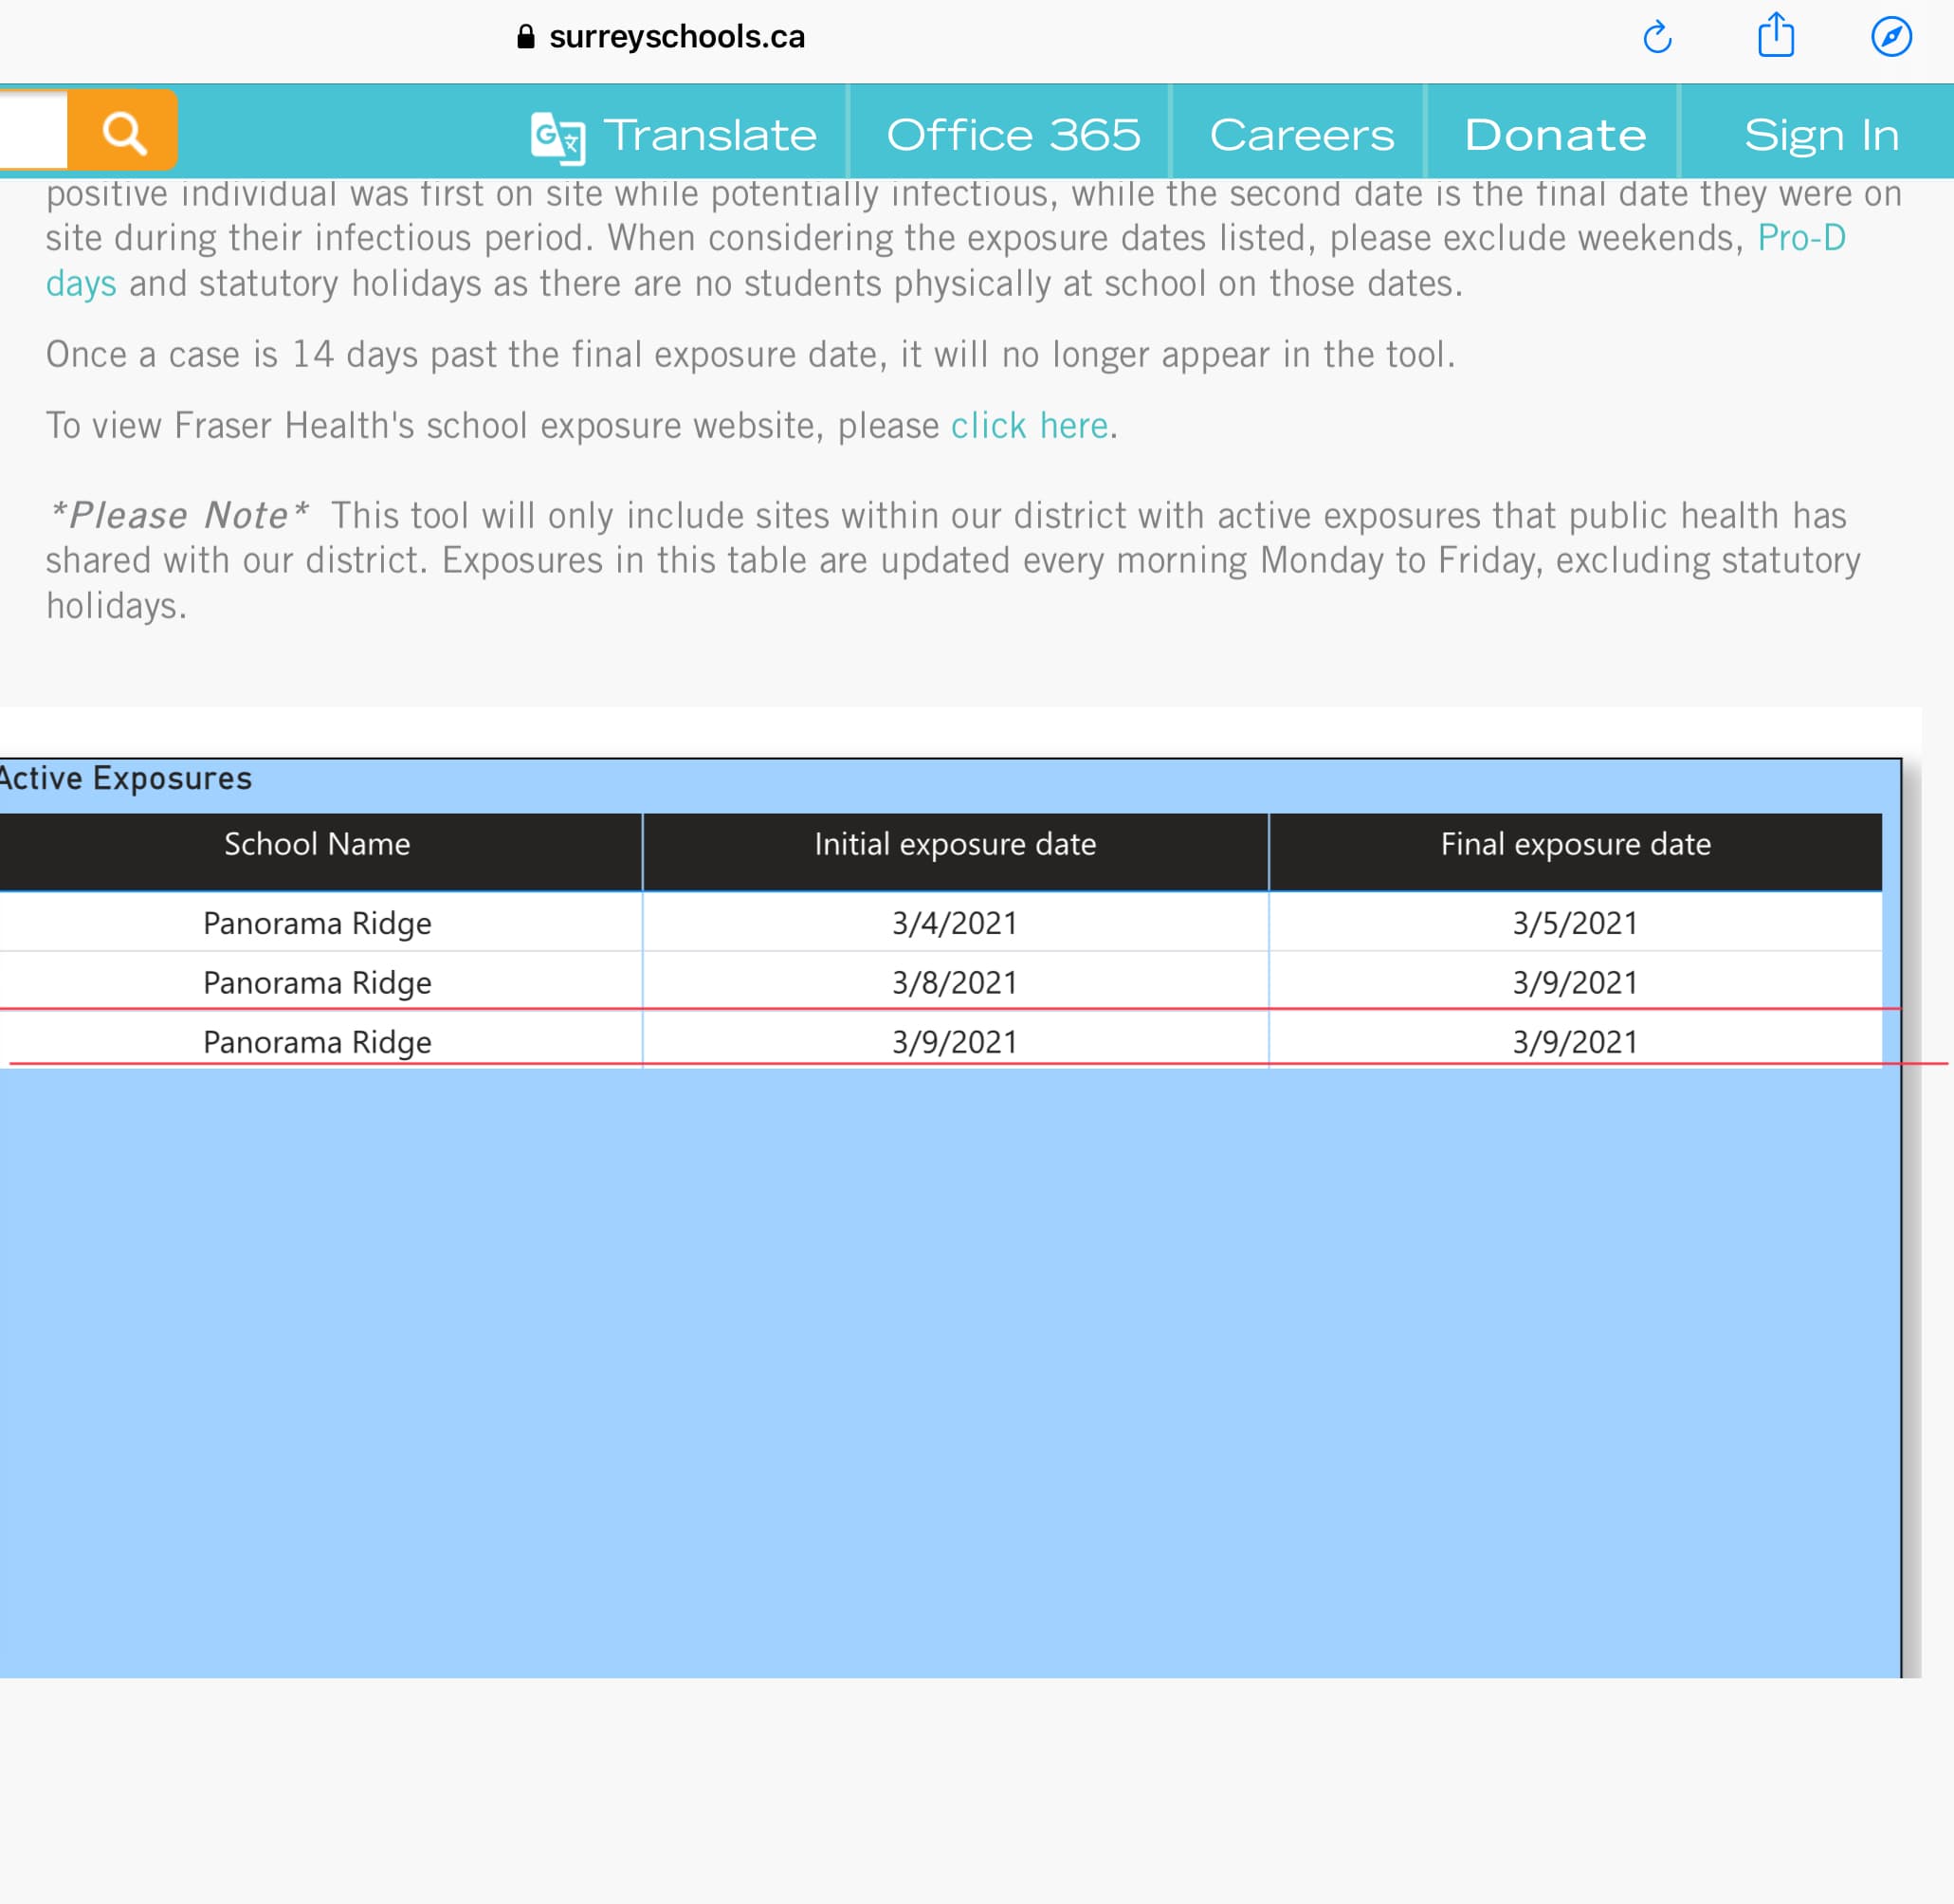 surreyschools.ca
Translate Office 365 Careers Donate Sign In
positive individual was first on site while potentially infectious, while the second date is the final date they were on
site during their infectious period. When considering the exposure dates listed, please exclude weekends, Pro-D
days and statutory holidays as there are no students physically at school on those dates.
Once a case is 14 days past the final exposure date, it will no longer appear in the tool.
To view Fraser Health's school exposure website, please click here.
*Please Note* This tool will only include sites within our district with active exposures that public health has
shared with our district. Exposures in this table are updated every morning Monday to Friday, excluding statutory
holidays.
Active Exposures
School Name Initial exposure date Final exposure date
Panorama Ridge 3/4/2021 3/5/2021
Panorama Ridge 3/8/2021 3/9/2021
Panorama Ridge 3/9/2021 3/9/2021